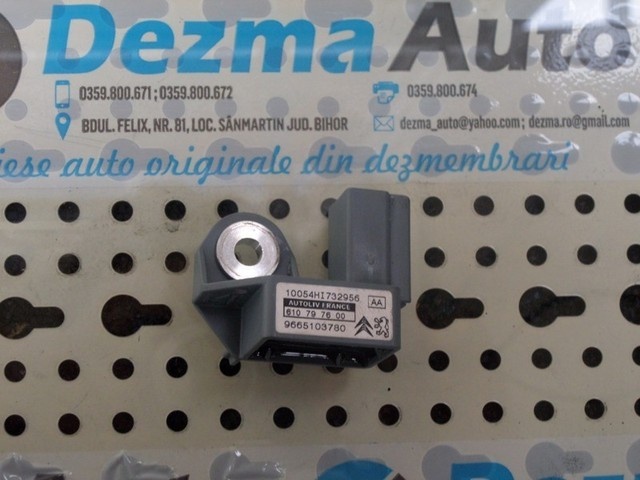 Dezma Auto
0359.800.671 ; 0359.800.672
0359.800.674
BDUL. FELIX, NR. 81, LOC. SÂNMARTIN JUD. BIHOR
dezma_auto@yahoo.com ; dezma.ro@gmail.com
iese auto originale din dezmembrari
10054HI732956
AA
AUTOLIV FRANCE
610 79 76 00
9665103780